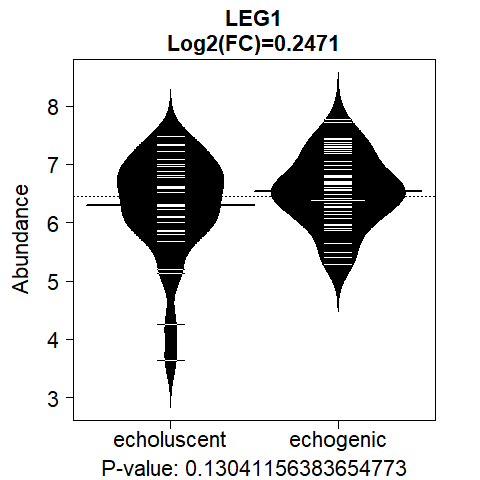 LEG1
Log2(FC)=0.2471
8
7
6
5
4
3
Abundance
echoluscent echogenic
P-value: 0.13041156383654773